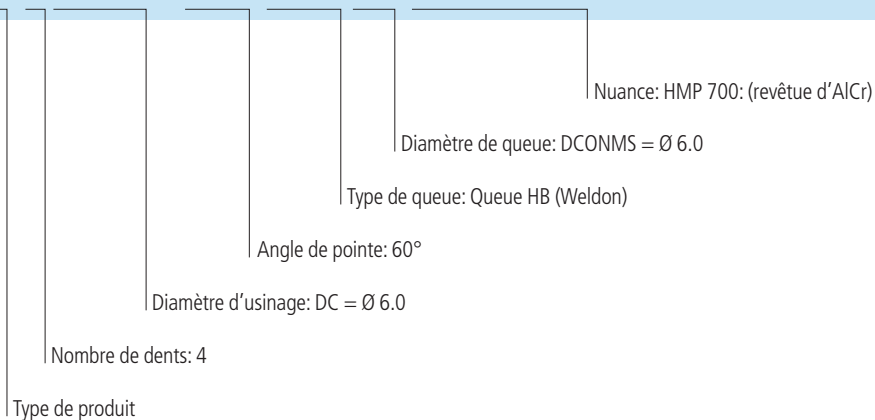 Nuance: HMP 700: (revêtue d’AlCr)
Diamètre de queue: DCONMS = Ø 6.0
Type de queue: Queue HB (Weldon)
Angle de pointe: 60°
Diamètre d’usinage: DC = Ø 6.0
Nombre de dents: 4
Type de produit